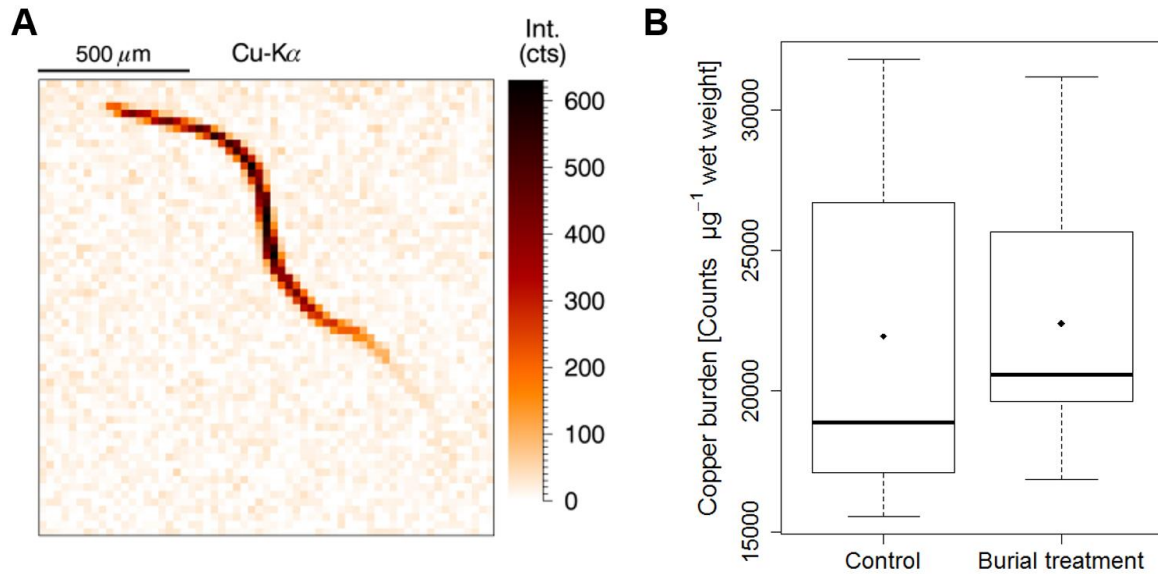 A
500 μm
Cu-Kα
Int.
(cts)
600
500
400
300
200
100
0
B
Copper burden [Counts μg⁻¹ wet weight]
30000
25000
20000
15000
Control
Burial treatment